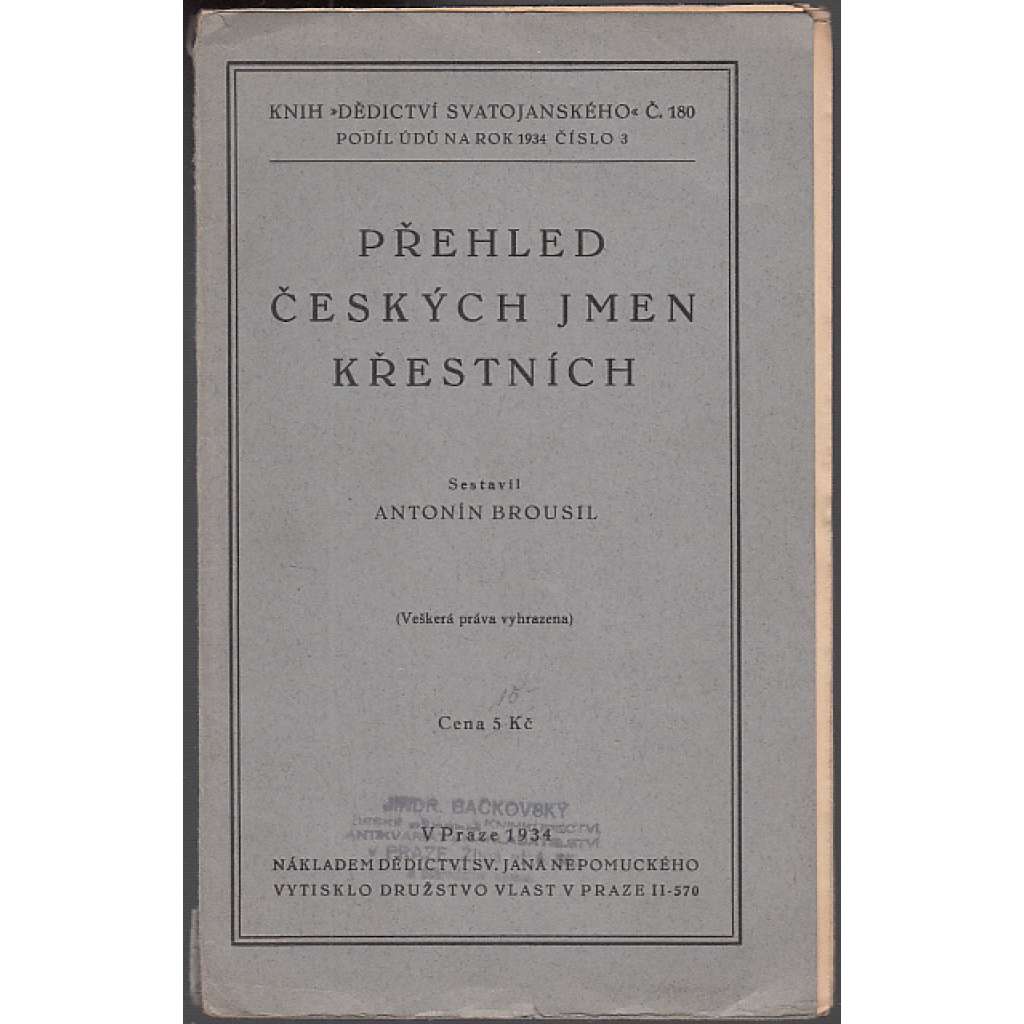 KNIH »DĚDICTVÍ SVATOJANSKÉHO« Č. 180
PODÍL ÚDŮ NA ROK 1934 ČÍSLO 3
PŘEHLED
ČESKÝCH JMEN
KŘESTNÍCH
Sestavil
ANTONÍN BROUSIL
(Veškerá práva vyhrazena)
15
Cena 5 Kč
JINDR. BAČKOVSKÝ
V Praze 1934
v PRAZE
NÁKLADEM DĚDICTVÍ SV. JANA NEPOMUCKÉHO
VYTISKLO DRUŽSTVO VLAST V PRAZE II-570